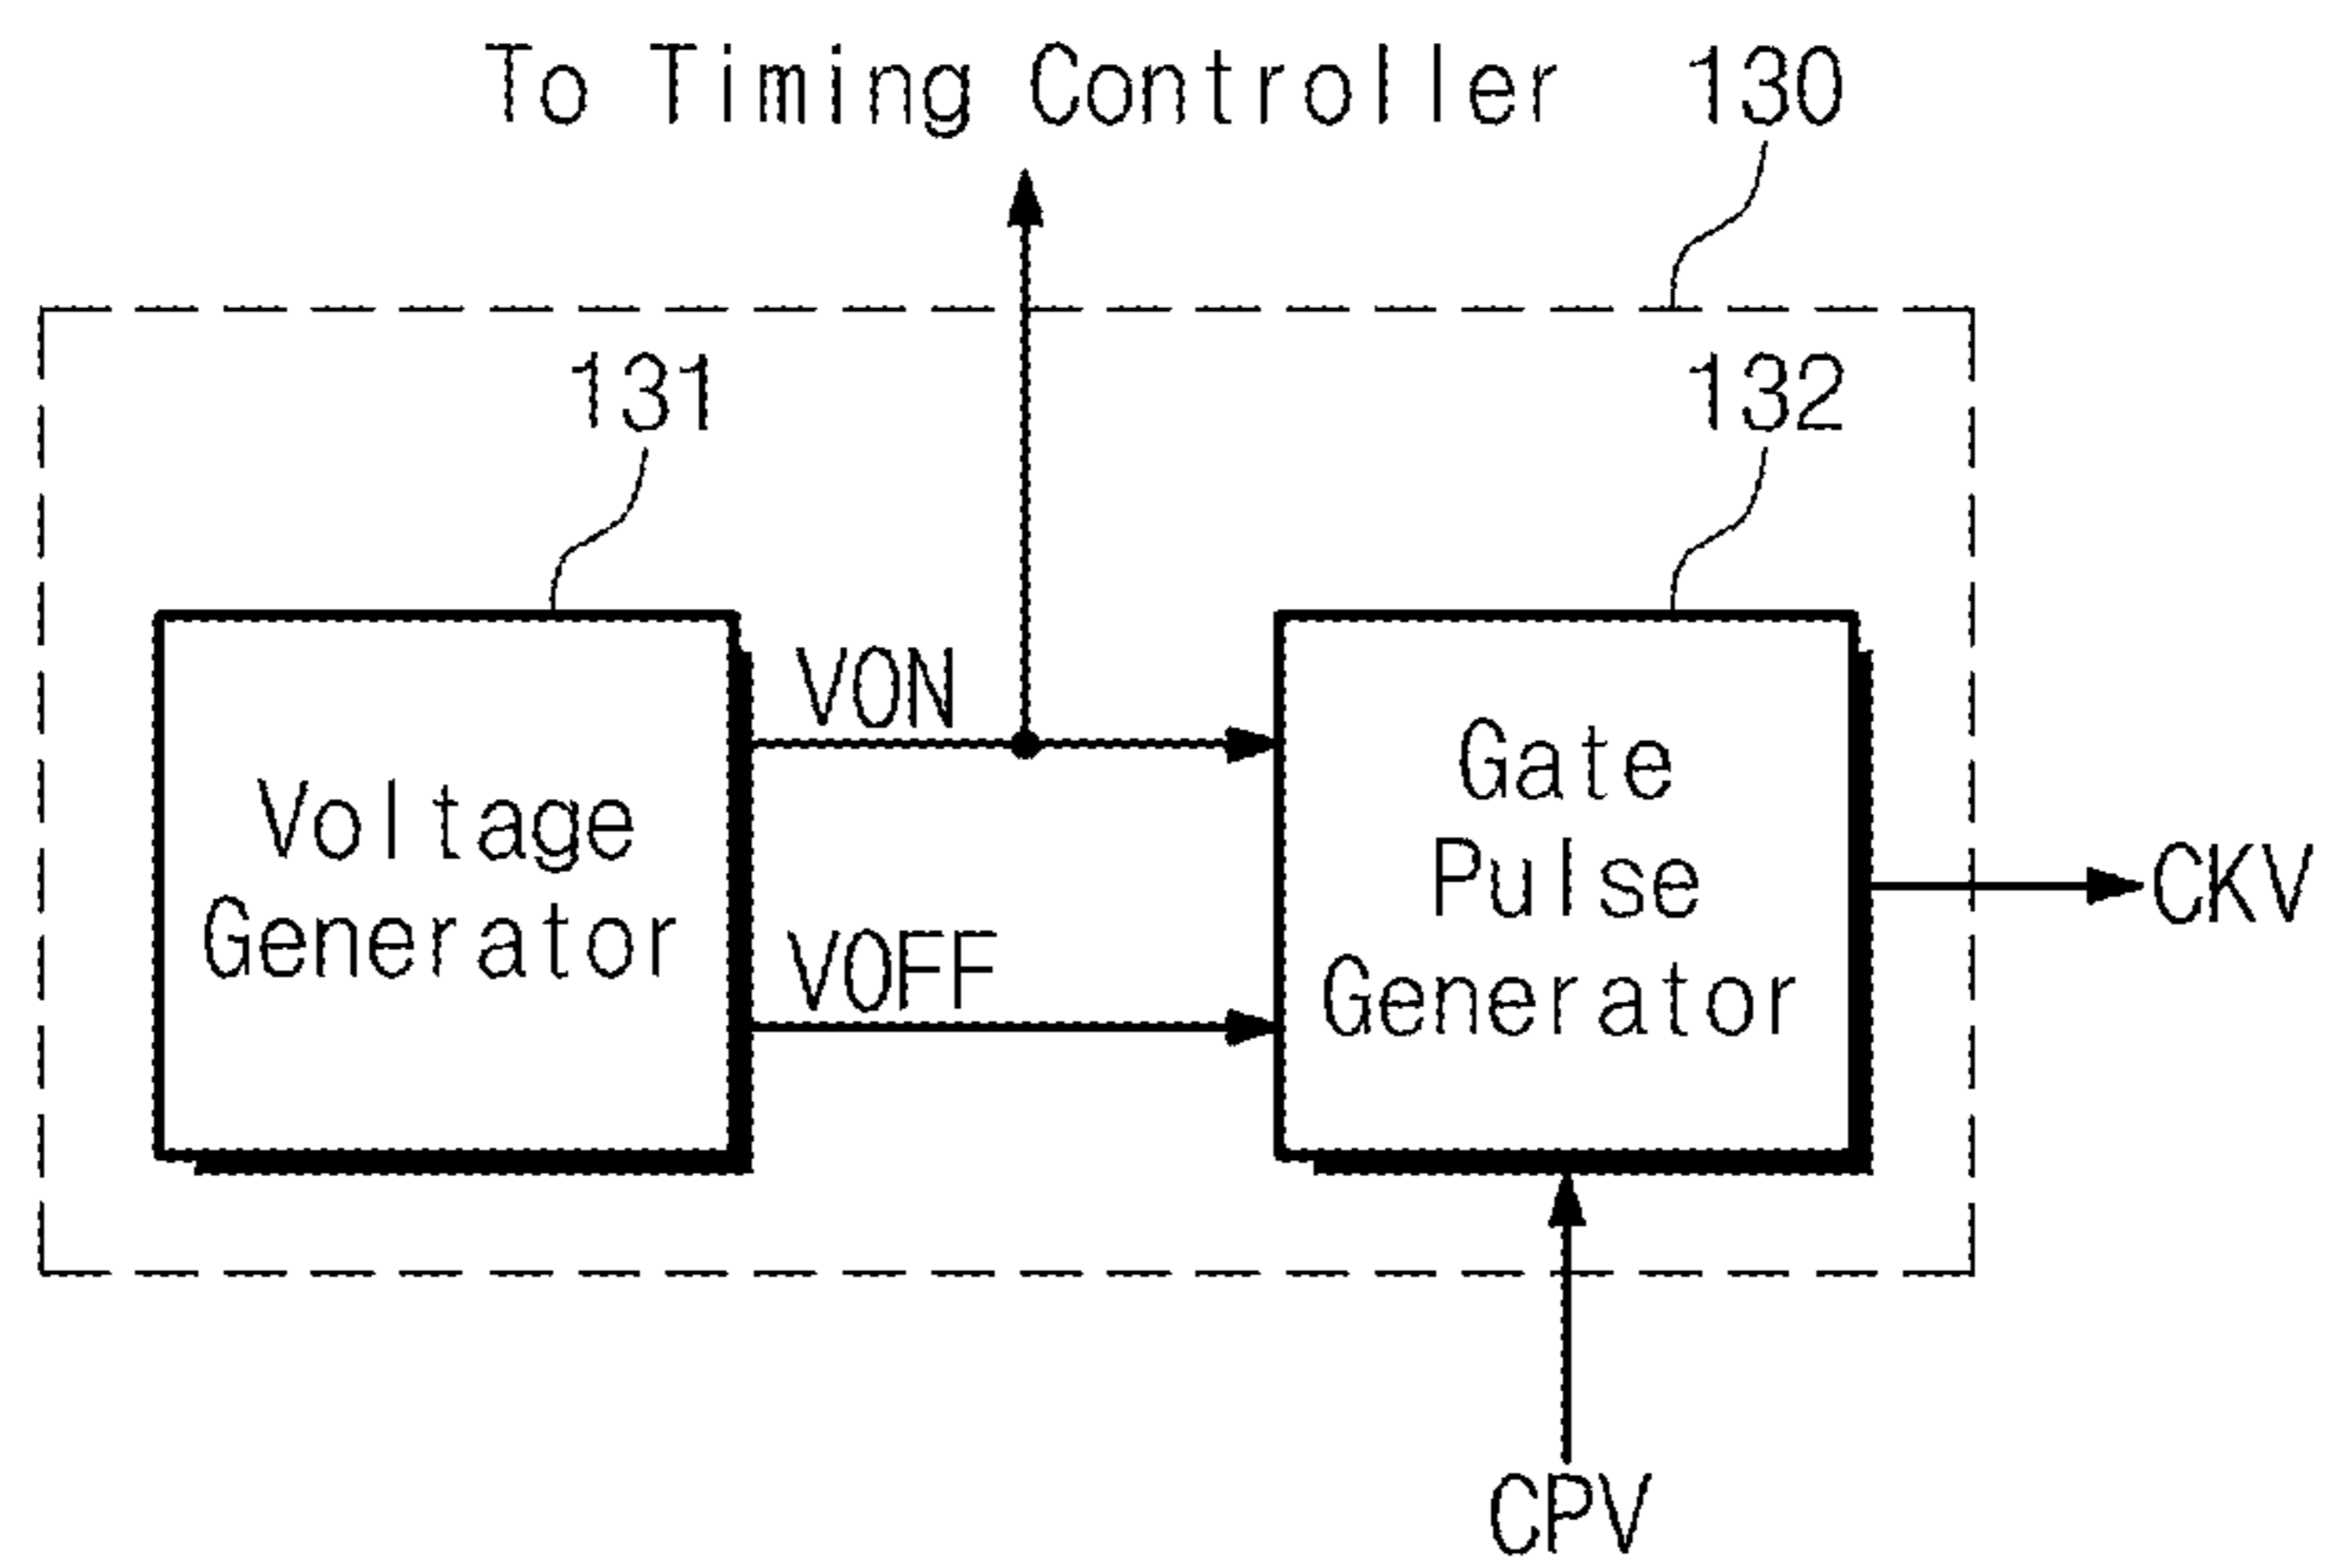 To Timing Controller 130
131 132
VON
VOFF
Voltage
Generator
Gate
Pulse
Generator
CKV
CPV